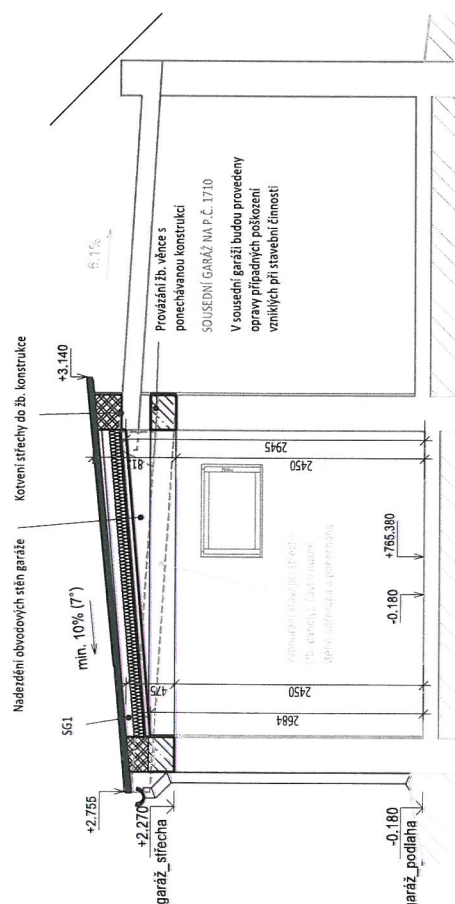 Nadezdění obvodových stěn garáže
Kotvení střechy do žb. konstrukce
+3.140
6.1%
min. 10% (7°)
SG1
+2.755
+2.270
garáž_střecha
475
2450
2684
2945
2450
Provázání žb. věnce s
ponechávanou konstrukcí
SOUSEDNÍ GARÁŽ NA P.Č. 1710
V sousední garáži budou provedeny
opravy případných poškození
vzniklých při stavební činnosti
+765.380
-0.180
-0.180
garáž_podlaha